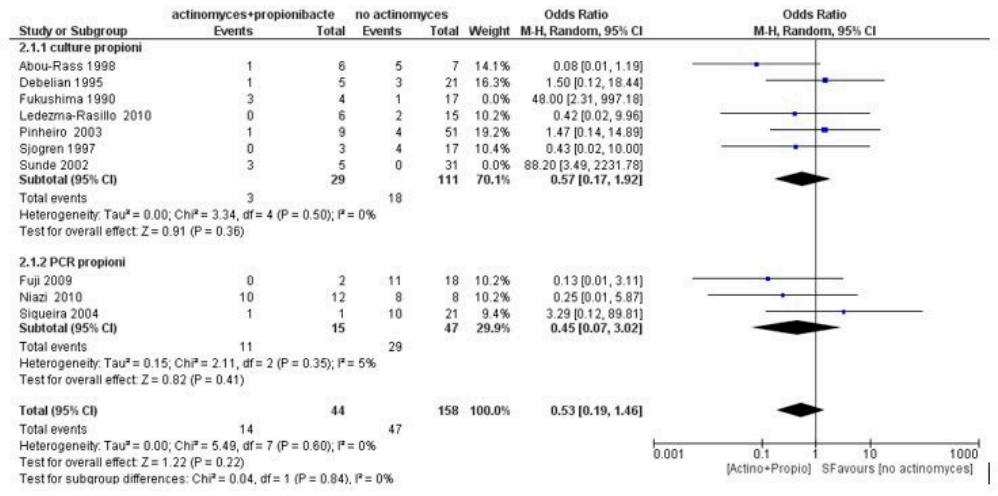 actinomyces+propionibacte no actinomyces Odds Ratio Odds Ratio
Study or Subgroup Events Total Events Total Weight M-H, Random, 95% CI M-H, Random, 95% CI
2.1.1 culture propioni
Abou-Rass 1998 1 6 5 7 14.1% 0.08 [0.01, 1.19]
Debelian 1995 1 5 3 21 16.3% 1.50 [0.12, 18.44]
Fukushima 1990 3 4 1 17 0.0% 48.00 [2.31, 997.18]
Ledezma-Rasillo 2010 0 6 2 15 10.2% 0.42 [0.02, 9.96]
Pinheiro 2003 1 9 4 51 19.2% 1.47 [0.14, 14.89]
Sjogren 1997 0 3 4 17 10.2% 0.43 [0.02, 10.00]
Sunde 2002 3 5 0 31 0.0% 88.20 [3.49, 2231.78]
Subtotal (95% CI) 29 111 70.1% 0.57 [0.17, 1.92]
Total events 3 18
Heterogeneity: Tau² = 0.00; Chi² = 3.34, df = 4 (P = 0.50); I² = 0%
Test for overall effect: Z = 0.91 (P = 0.36)
2.1.2 PCR propioni
Fuji 2009 0 2 11 18 10.2% 0.13 [0.01, 3.11]
Niazi 2010 10 12 8 8 10.2% 0.25 [0.01, 5.87]
Siqueira 2004 1 1 10 21 9.4% 3.29 [0.12, 89.81]
Subtotal (95% CI) 15 47 29.9% 0.45 [0.07, 3.02]
Total events 11 29
Heterogeneity: Tau² = 0.15; Chi² = 2.11, df = 2 (P = 0.35); I² = 5%
Test for overall effect: Z = 0.82 (P = 0.41)
Total (95% CI) 44 158 100.0% 0.53 [0.19, 1.46]
Total events 14 47
Heterogeneity: Tau² = 0.00; Chi² = 5.49, df = 7 (P = 0.60); I² = 0%
Test for overall effect: Z = 1.22 (P = 0.22)
Test for subgroup differences: Chi² = 0.04, df = 1 (P = 0.84), I² = 0%
0.001 0.1 1 10 1000
[Actino+Propio] SFavours [no actinomyces]